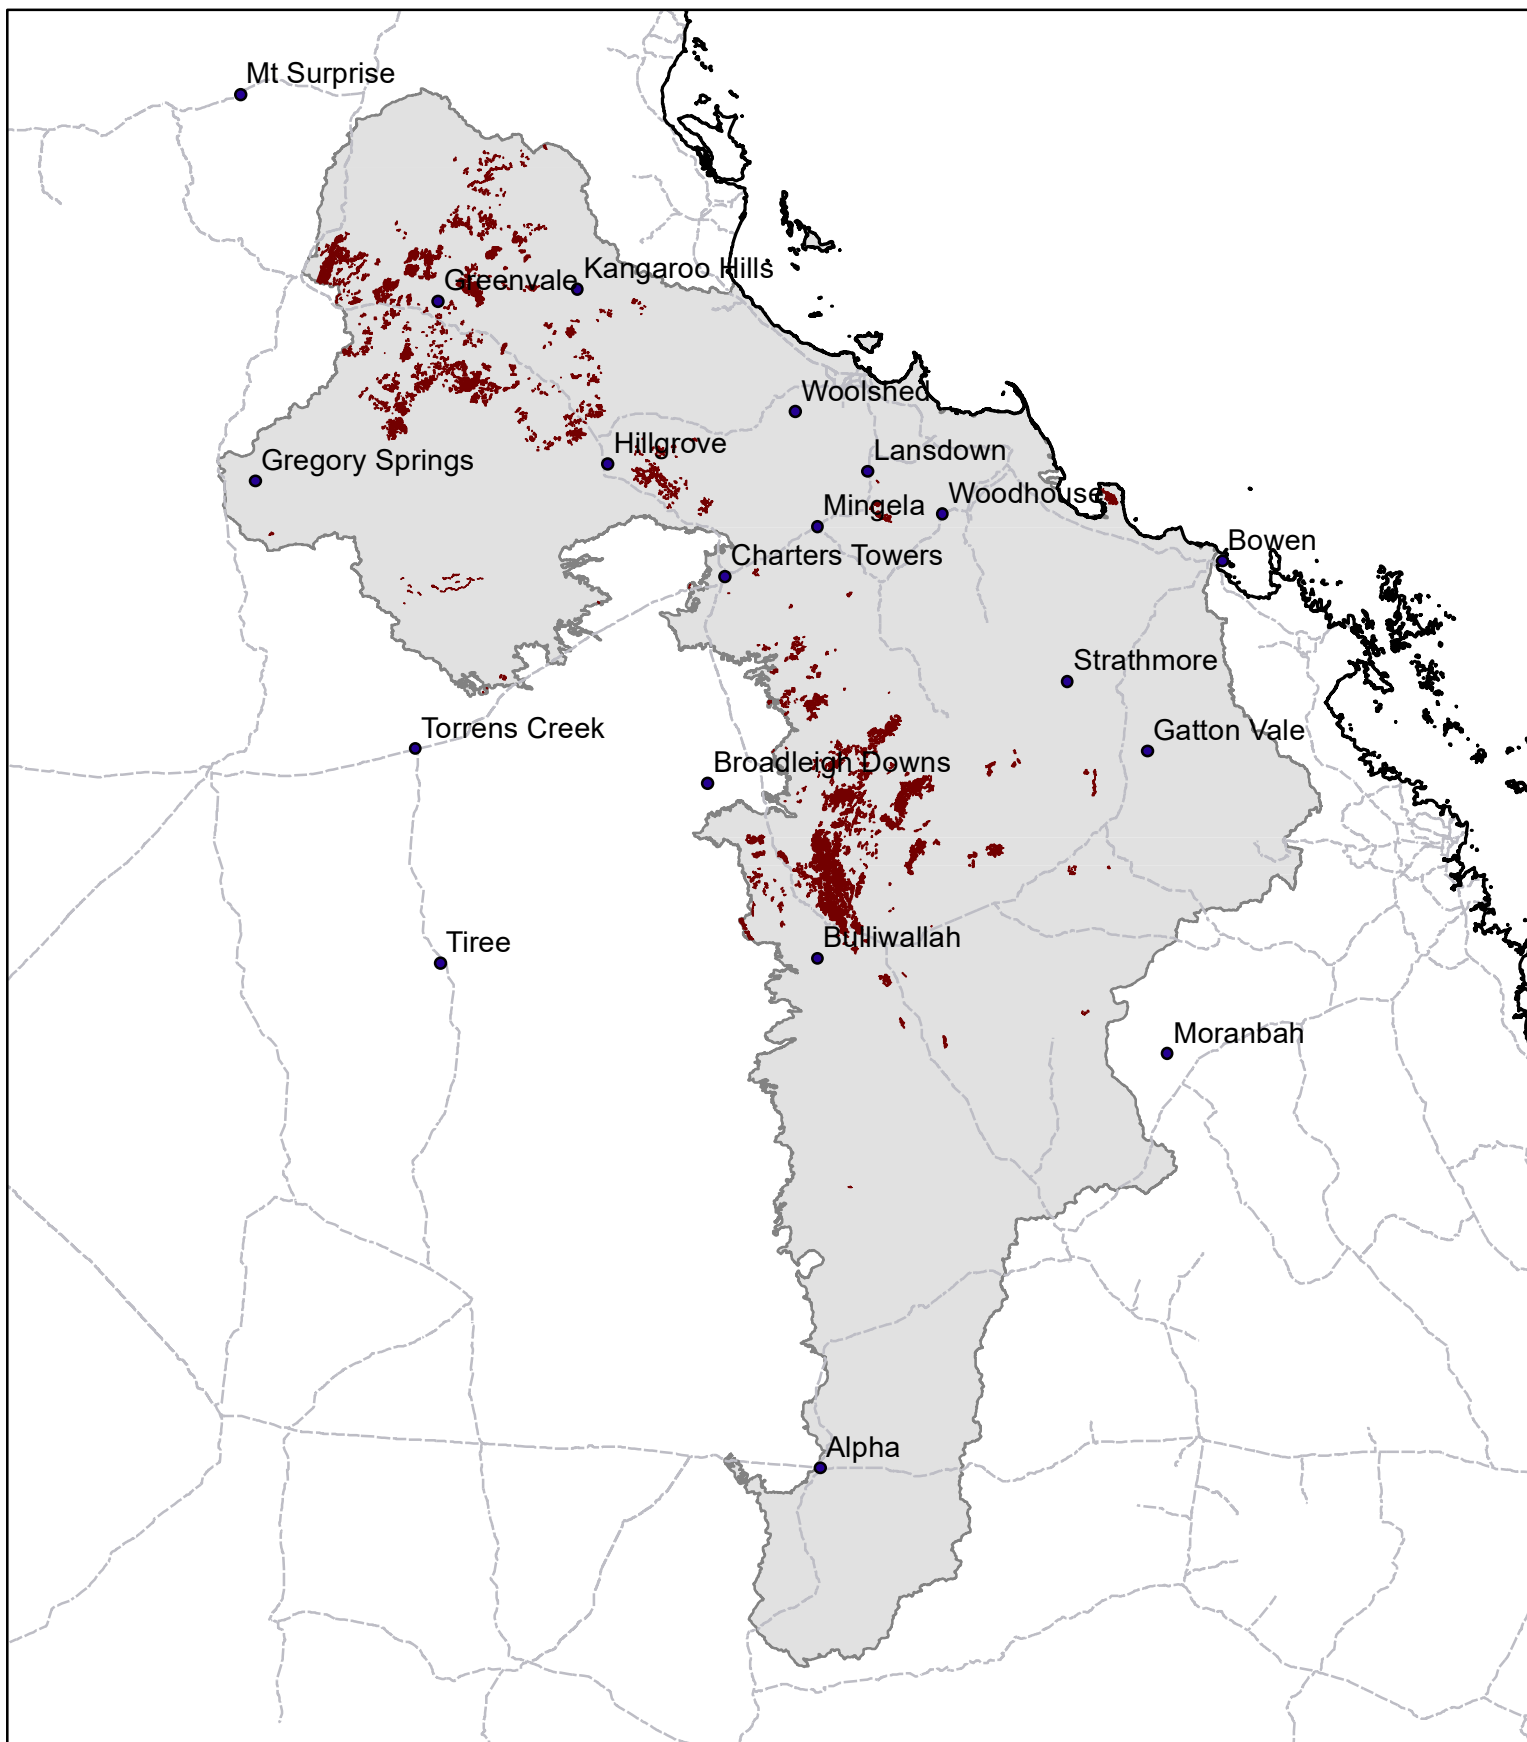 Mt Surprise
Kangaroo Hills
Greenvale
Woolshed
Hillgrove
Lansdown
Gregory Springs
Woodhouse
Mingela
Bowen
Charters Towers
Strathmore
Torrens Creek
Gatton Vale
Broadleigh Downs
Bulliwallah
Tiree
Moranbah
Alpha